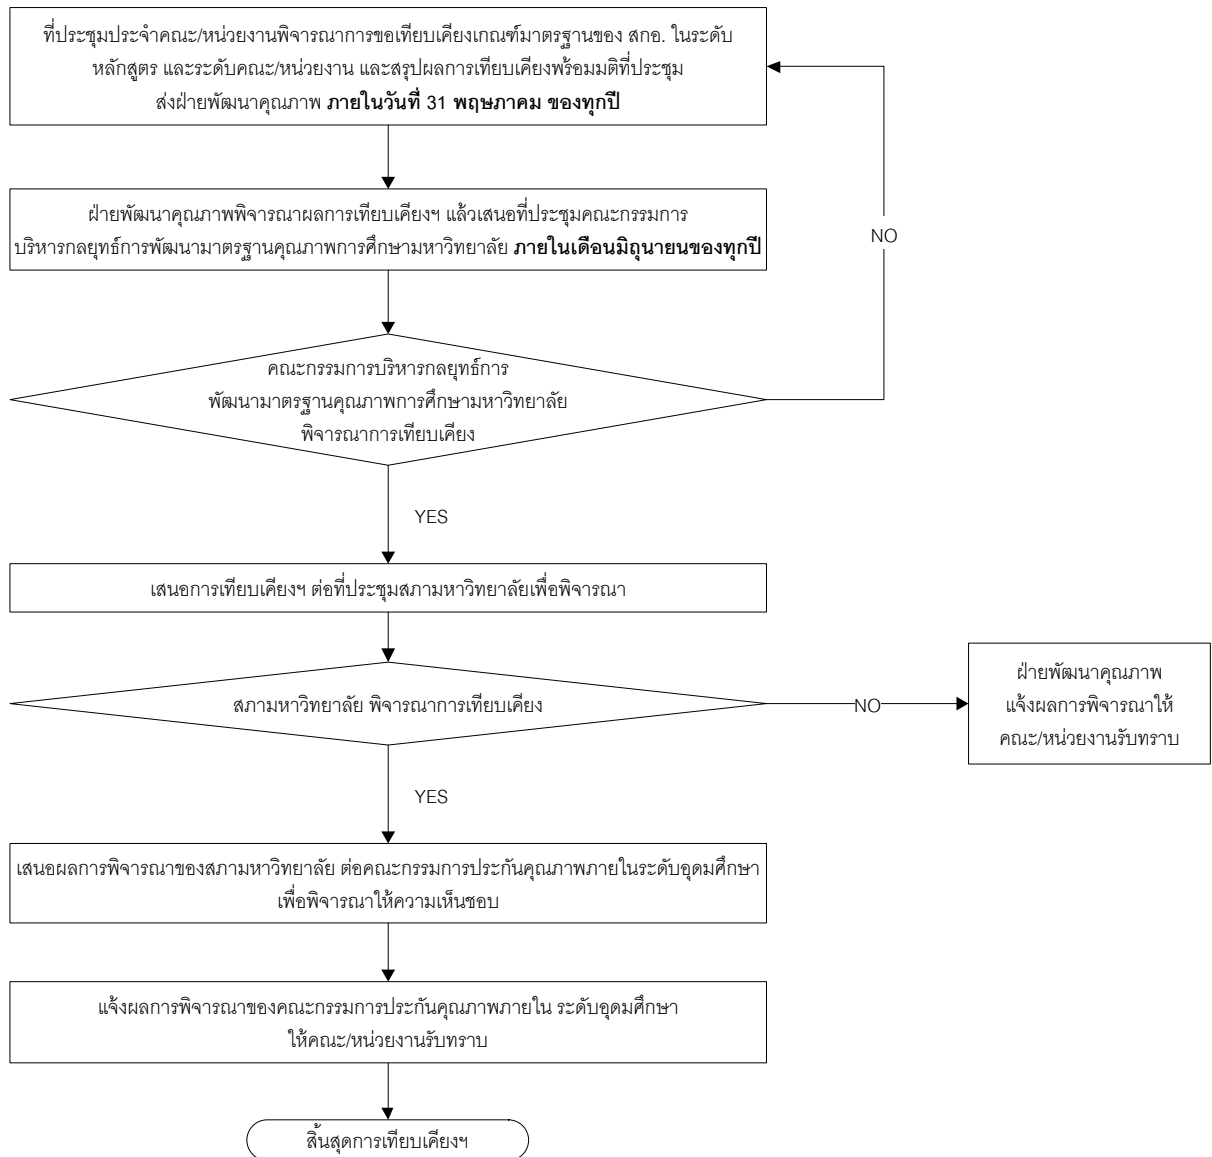 ที่ประชุมประจำคณะ/หน่วยงานพิจารณาการขอเทียบเคียงเกณฑ์มาตรฐานของ สกอ. ในระดับ
หลักสูตร และระดับคณะ/หน่วยงาน และสรุปผลการเทียบเคียงพร้อมมติที่ประชุม
ส่งฝ่ายพัฒนาคุณภาพ ภายในวันที่ 31 พฤษภาคม ของทุกปี
ฝ่ายพัฒนาคุณภาพพิจารณาผลการเทียบเคียงฯ แล้วเสนอที่ประชุมคณะกรรมการ
บริหารกลยุทธ์การพัฒนามาตรฐานคุณภาพการศึกษามหาวิทยาลัย ภายในเดือนมิถุนายนของทุกปี
NO
คณะกรรมการบริหารกลยุทธ์การ
พัฒนามาตรฐานคุณภาพการศึกษามหาวิทยาลัย
พิจารณาการเทียบเคียง
YES
เสนอการเทียบเคียงฯ ต่อที่ประชุมสภามหาวิทยาลัยเพื่อพิจารณา
สภามหาวิทยาลัย พิจารณาการเทียบเคียง
NO
ฝ่ายพัฒนาคุณภาพ
แจ้งผลการพิจารณาให้
คณะ/หน่วยงานรับทราบ
YES
เสนอผลการพิจารณาของสภามหาวิทยาลัย ต่อคณะกรรมการประกันคุณภาพภายในระดับอุดมศึกษา
เพื่อพิจารณาให้ความเห็นชอบ
แจ้งผลการพิจารณาของคณะกรรมการประกันคุณภาพภายใน ระดับอุดมศึกษา
ให้คณะ/หน่วยงานรับทราบ
สิ้นสุดการเทียบเคียงฯ